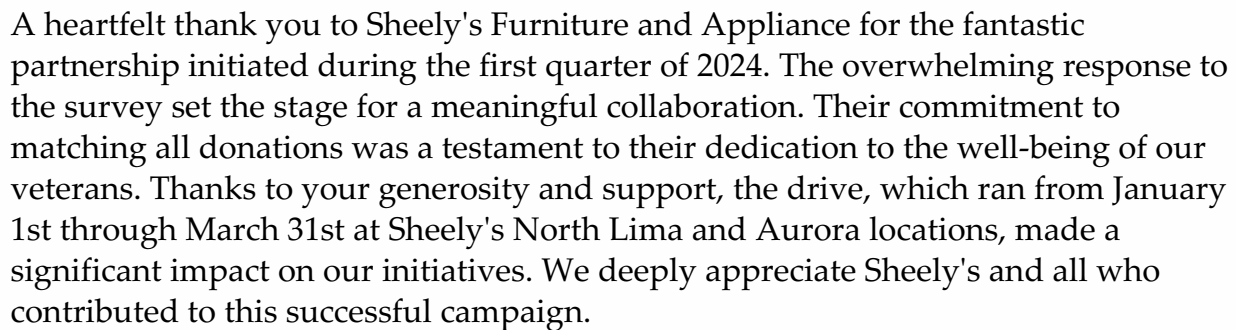 A heartfelt thank you to Sheely's Furniture and Appliance for the fantastic
partnership initiated during the first quarter of 2024. The overwhelming response to
the survey set the stage for a meaningful collaboration. Their commitment to
matching all donations was a testament to their dedication to the well-being of our
veterans. Thanks to your generosity and support, the drive, which ran from January
1st through March 31st at Sheely's North Lima and Aurora locations, made a
significant impact on our initiatives. We deeply appreciate Sheely's and all who
contributed to this successful campaign.